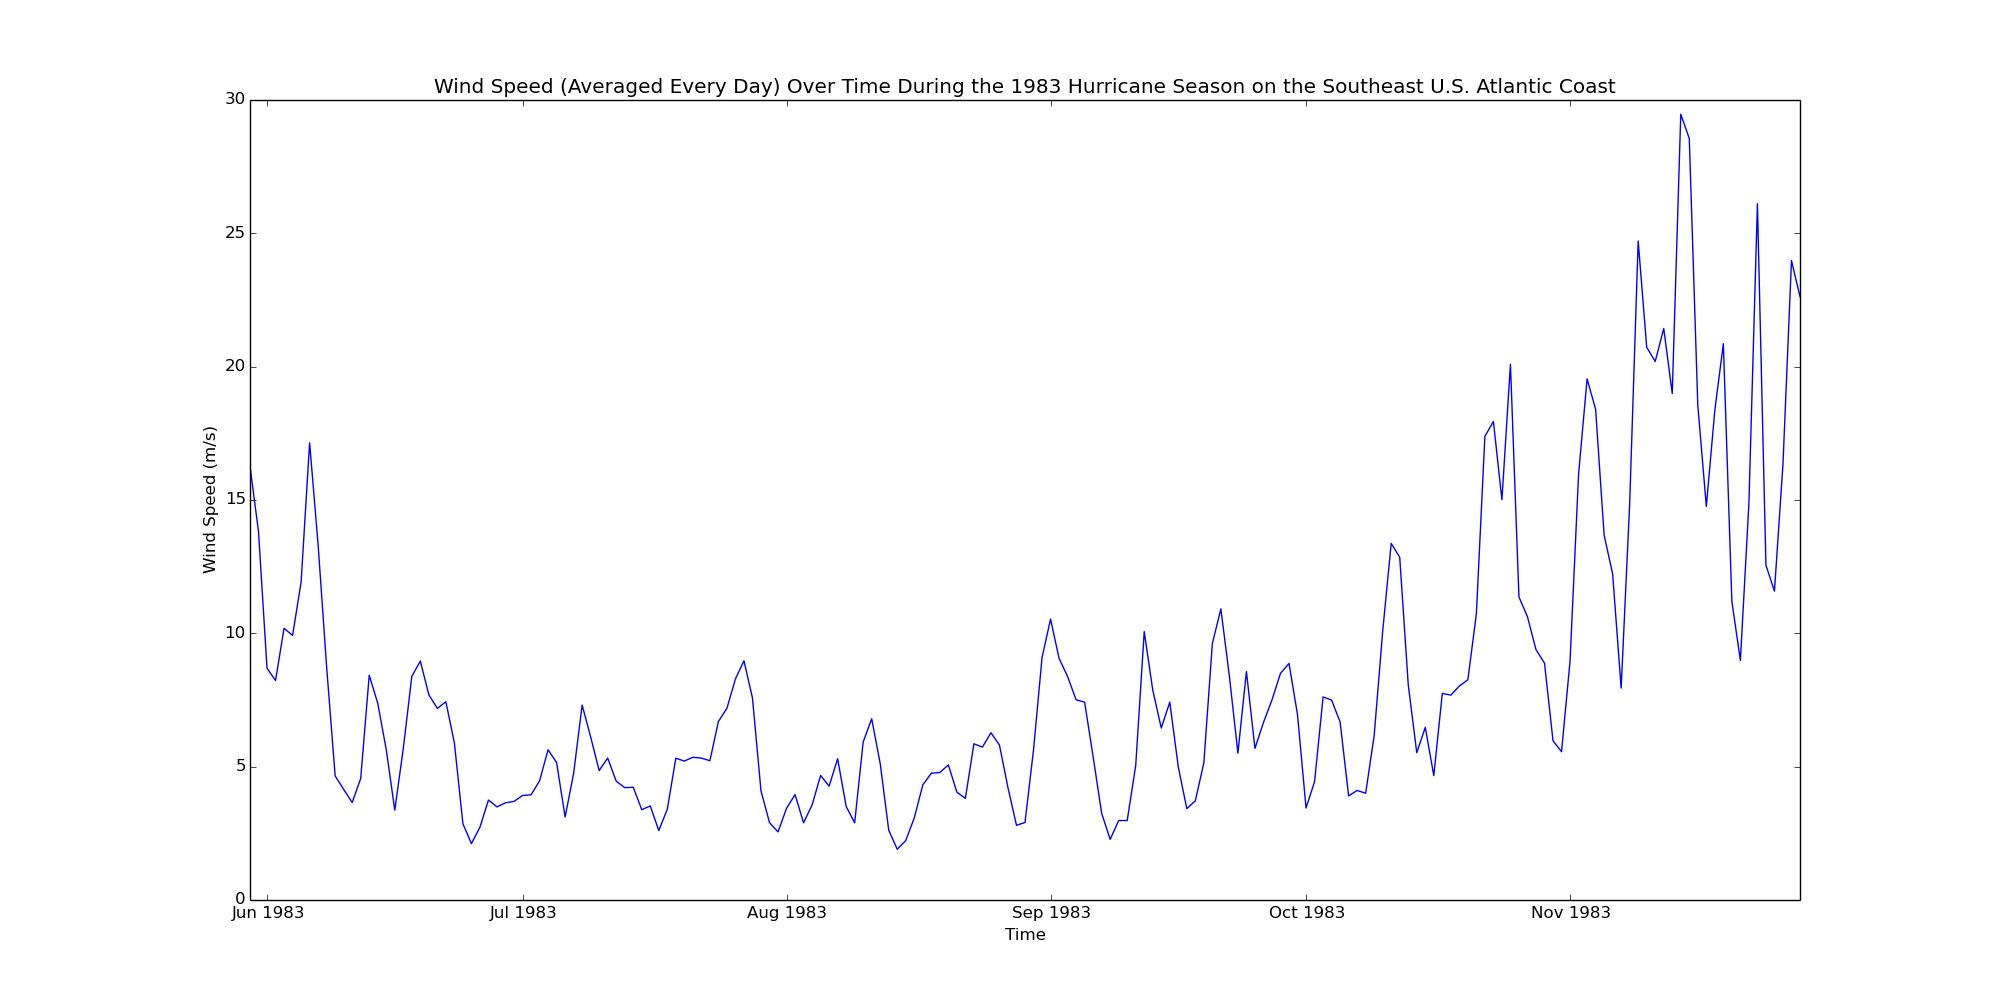 Wind Speed (Averaged Every Day) Over Time During the 1983 Hurricane Season on the Southeast U.S. Atlantic Coast
30
25
20
15
10
5
0
Wind Speed (m/s)
Jun 1983 Jul 1983 Aug 1983 Sep 1983 Oct 1983 Nov 1983
Time